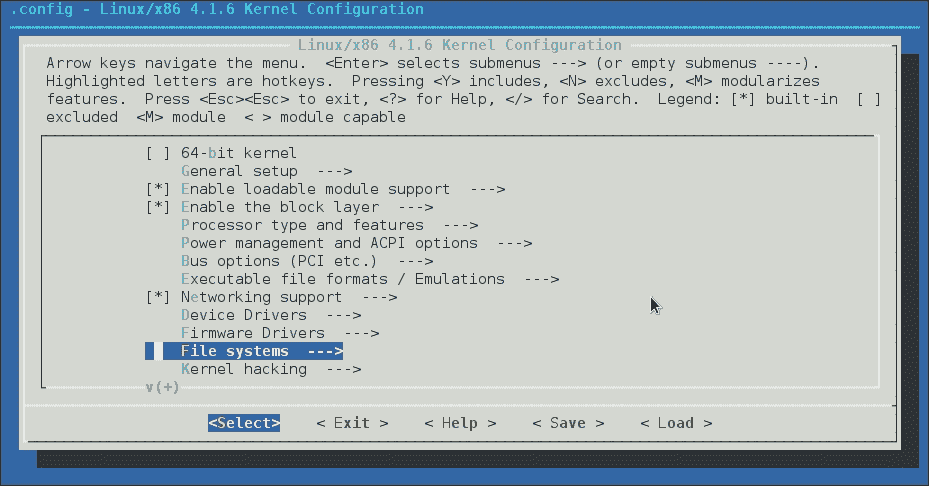 .config - Linux/x86 4.1.6 Kernel Configuration
Linux/x86 4.1.6 Kernel Configuration
Arrow keys navigate the menu.  <Enter> selects submenus ---> (or empty submenus ----).
Highlighted letters are hotkeys.  Pressing <Y> includes, <N> excludes, <M> modularizes
features.  Press <Esc><Esc> to exit, <?> for Help, </> for Search.  Legend: [*] built-in  [ ]
excluded  <M> module  < > module capable
[ ] 64-bit kernel
General setup  --->
[*] Enable loadable module support  --->
[*] Enable the block layer  --->
Processor type and features  --->
Power management and ACPI options  --->
Bus options (PCI etc.)  --->
Executable file formats / Emulations  --->
[*] Networking support  --->
Device Drivers  --->
Firmware Drivers  --->
File systems  --->
Kernel hacking  --->
v(+)
<Select>    < Exit >    < Help >    < Save >    < Load >